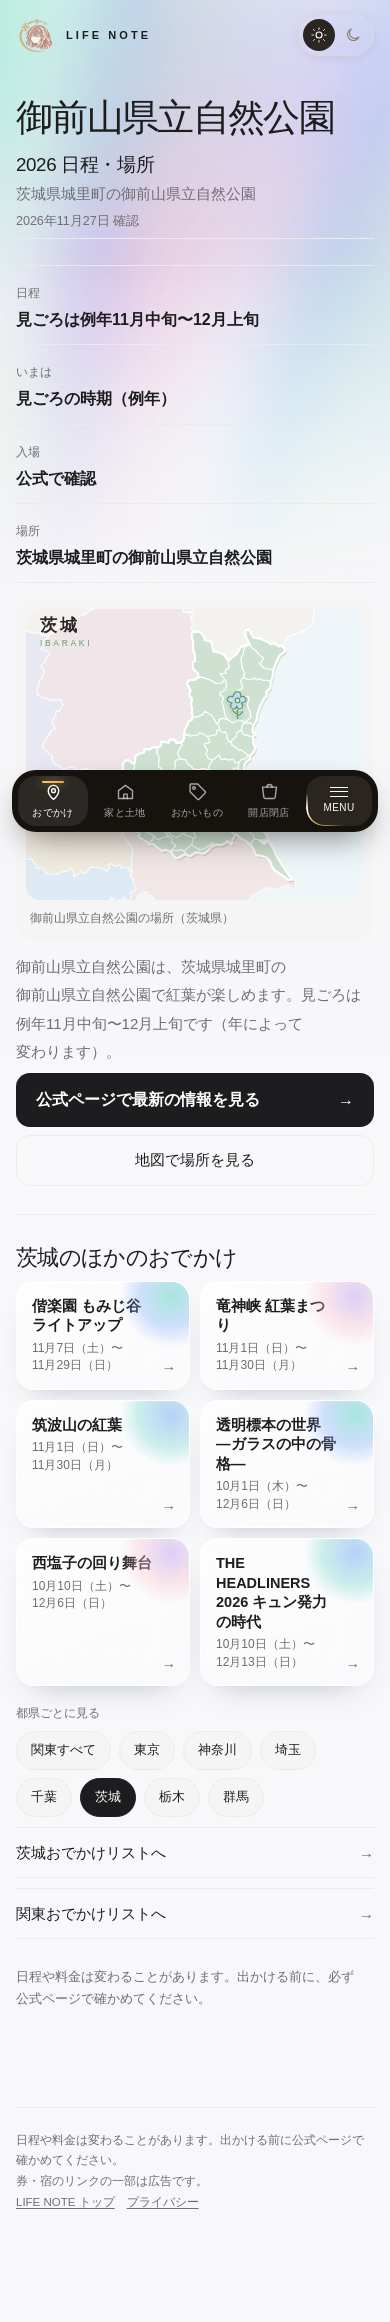 LIFE NOTE
御前山県立自然公園
2026 日程・場所
茨城県城里町の御前山県立自然公園
2026年11月27日 確認
日程
見ごろは例年11月中旬〜12月上旬
いまは
見ごろの時期（例年）
入場
公式で確認
場所
茨城県城里町の御前山県立自然公園
茨城
IBARAKI
おでかけ
家と土地
おかいもの
開店閉店
MENU
御前山県立自然公園の場所（茨城県）
御前山県立自然公園は、茨城県城里町の
御前山県立自然公園で紅葉が楽しめます。見ごろは
例年11月中旬〜12月上旬です（年によって
変わります）。
公式ページで最新の情報を見る →
地図で場所を見る
茨城のほかのおでかけ
偕楽園 もみじ谷
ライトアップ
11月7日（土）〜
11月29日（日） →
竜神峡 紅葉まつ
り
11月1日（日）〜
11月30日（月） →
筑波山の紅葉
11月1日（日）〜
11月30日（月）
→
透明標本の世界
―ガラスの中の骨
格―
10月1日（木）〜
12月6日（日） →
西塩子の回り舞台
10月10日（土）〜
12月6日（日）
→
THE
HEADLINERS
2026 キュン発力
の時代
10月10日（土）〜
12月13日（日） →
都県ごとに見る
関東すべて 東京 神奈川 埼玉
千葉 茨城 栃木 群馬
茨城おでかけリストへ →
関東おでかけリストへ →
日程や料金は変わることがあります。出かける前に、必ず
公式ページで確かめてください。
日程や料金は変わることがあります。出かける前に公式ページで
確かめてください。
券・宿のリンクの一部は広告です。
LIFE NOTE トップ プライバシー